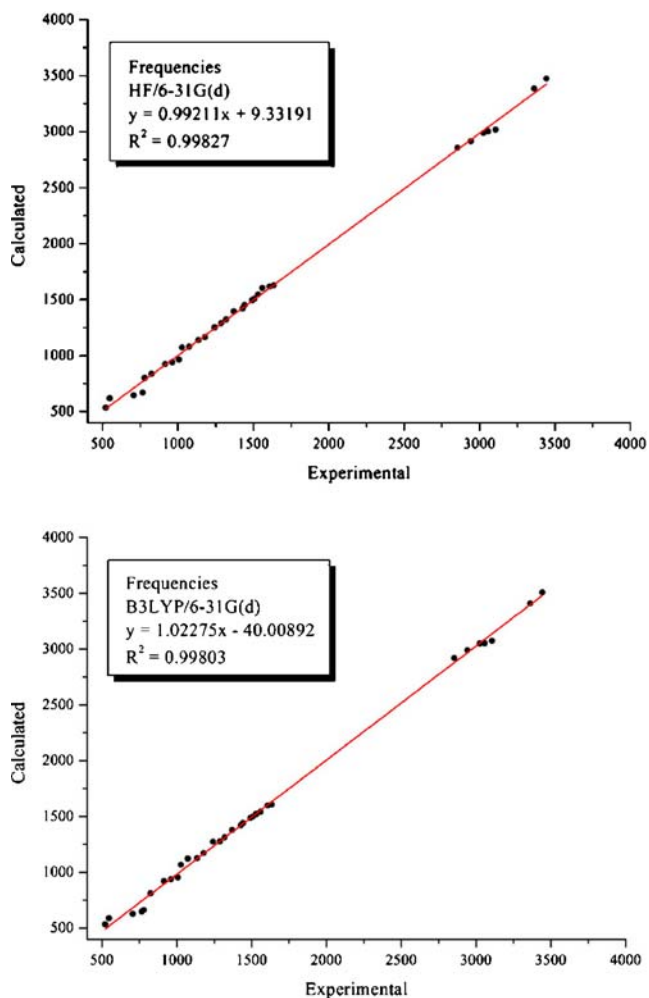 4000
3500
3000
2500
2000
1500
1000
500
Calculated
Frequencies
HF/6-31G(d)
y = 0.99211x + 9.33191
R² = 0.99827
500 1000 1500 2000 2500 3000 3500 4000
Experimental
4000
3500
3000
2500
2000
1500
1000
500
Calculated
Frequencies
B3LYP/6-31G(d)
y = 1.02275x - 40.00892
R² = 0.99803
500 1000 1500 2000 2500 3000 3500 4000
Experimental